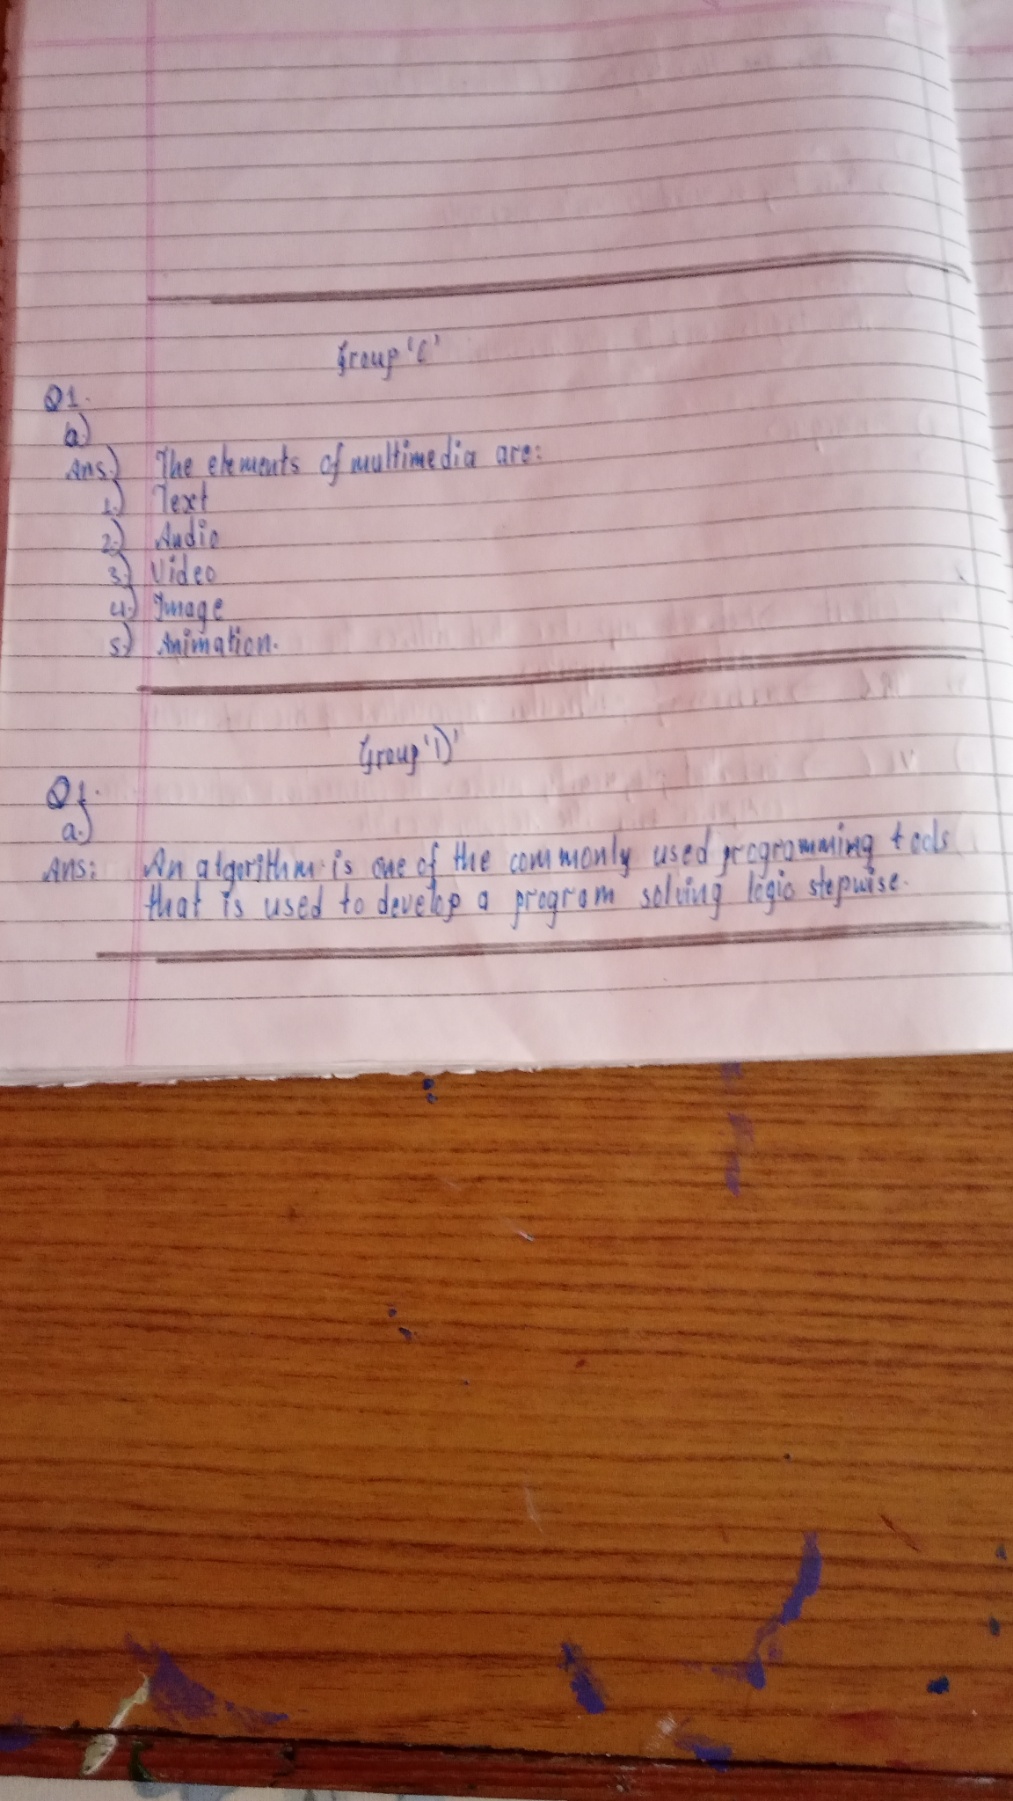 Group 'C'
Q1.
a)
Ans.) The elements of multimedia are:
1.) Text
2.) Audio
3.) Video
4.) Image
5.) Animation.
Group 'D'
Q1.
a.)
Ans: An algorithm is one of the commonly used programming tools
that is used to develop a program solving logic stepwise.